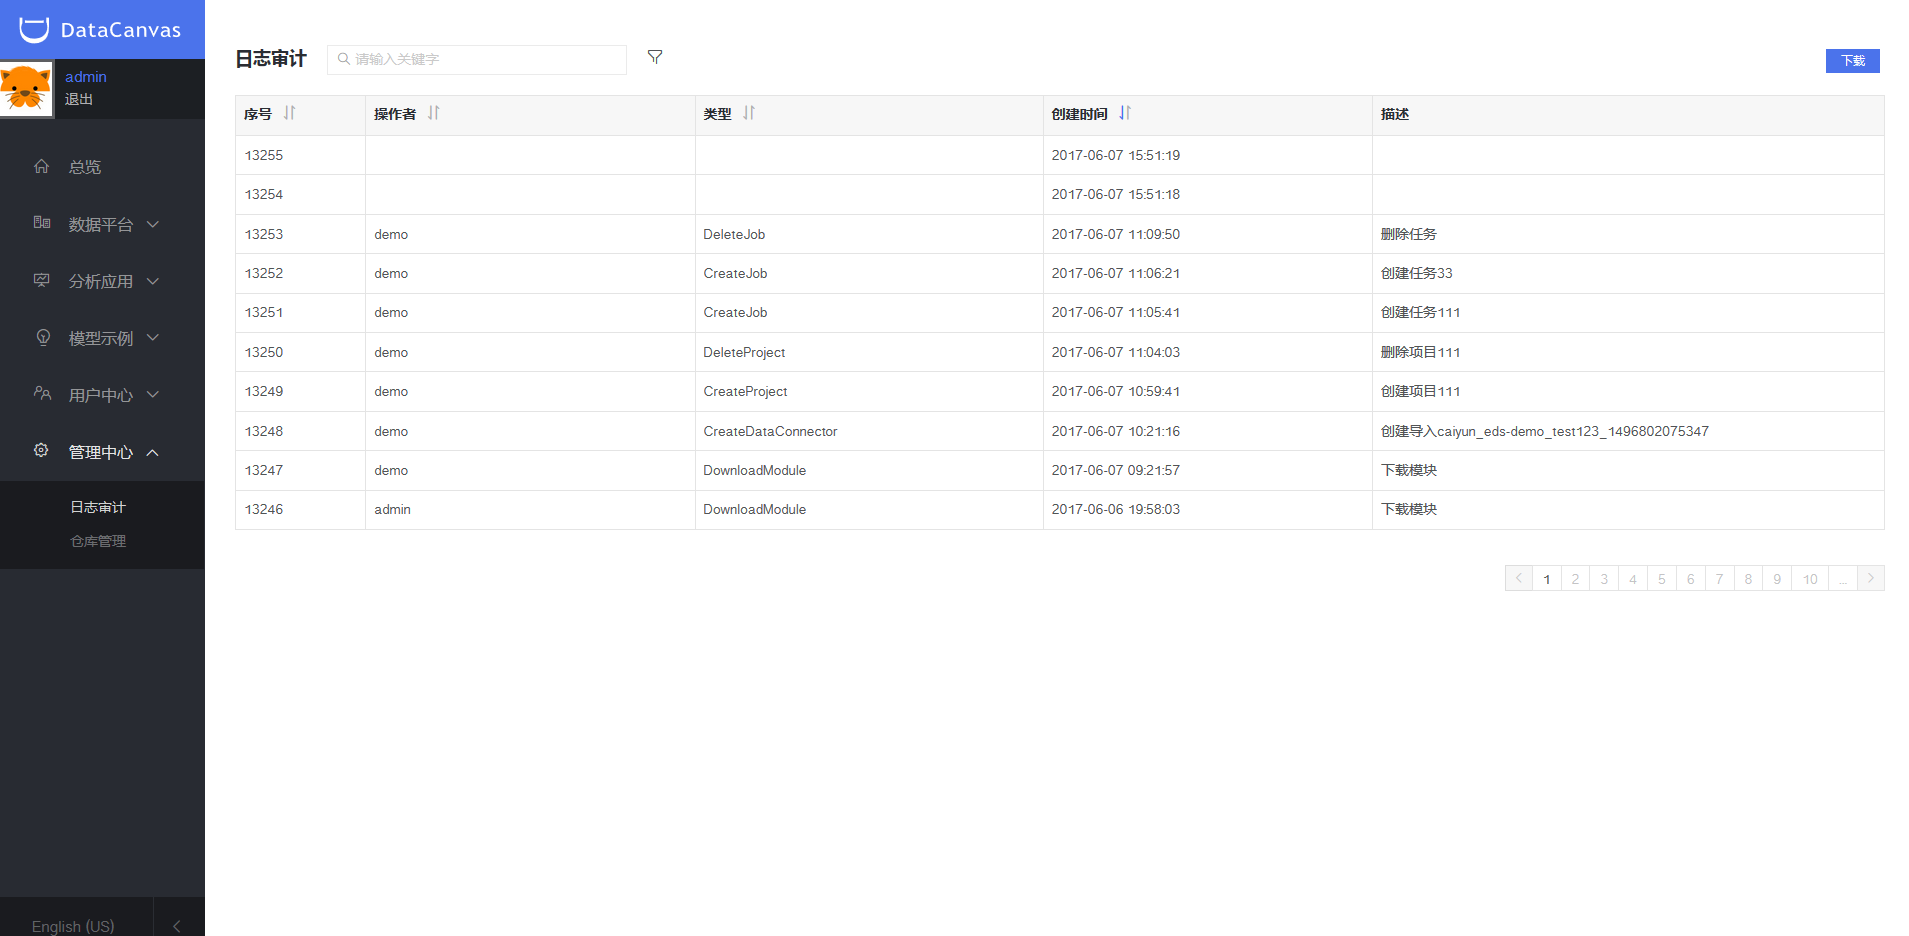 DataCanvas
admin
退出
总览
数据平台
分析应用
模型示例
用户中心
管理中心
日志审计
仓库管理
English (US)
日志审计 请输入关键字 下载
序号 操作者 类型 创建时间 描述
13255 2017-06-07 15:51:19
13254 2017-06-07 15:51:18
13253 demo DeleteJob 2017-06-07 11:09:50 删除任务
13252 demo CreateJob 2017-06-07 11:06:21 创建任务33
13251 demo CreateJob 2017-06-07 11:05:41 创建任务111
13250 demo DeleteProject 2017-06-07 11:04:03 删除项目111
13249 demo CreateProject 2017-06-07 10:59:41 创建项目111
13248 demo CreateDataConnector 2017-06-07 10:21:16 创建导入caiyun_eds-demo_test123_1496802075347
13247 demo DownloadModule 2017-06-07 09:21:57 下载模块
13246 admin DownloadModule 2017-06-06 19:58:03 下载模块
1 2 3 4 5 6 7 8 9 10 ...